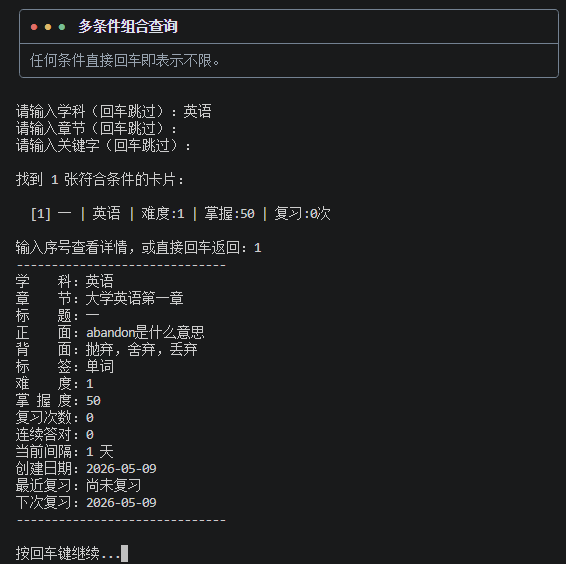 多条件组合查询
任何条件直接回车即表示不限。
请输入学科（回车跳过）：英语
请输入章节（回车跳过）：
请输入关键字（回车跳过）：
找到 1 张符合条件的卡片：
[1] 一 | 英语 | 难度:1 | 掌握:50 | 复习:0次
输入序号查看详情，或直接回车返回：1
------------------------------
学    科：英语
章    节：大学英语第一章
标    题：一
正    面：abandon是什么意思
背    面：抛弃，舍弃，丢弃
标    签：单词
难    度：1
掌 握 度：50
复习次数：0
连续答对：0
当前间隔：1 天
创建日期：2026-05-09
最近复习：尚未复习
下次复习：2026-05-09
------------------------------
按回车键继续...